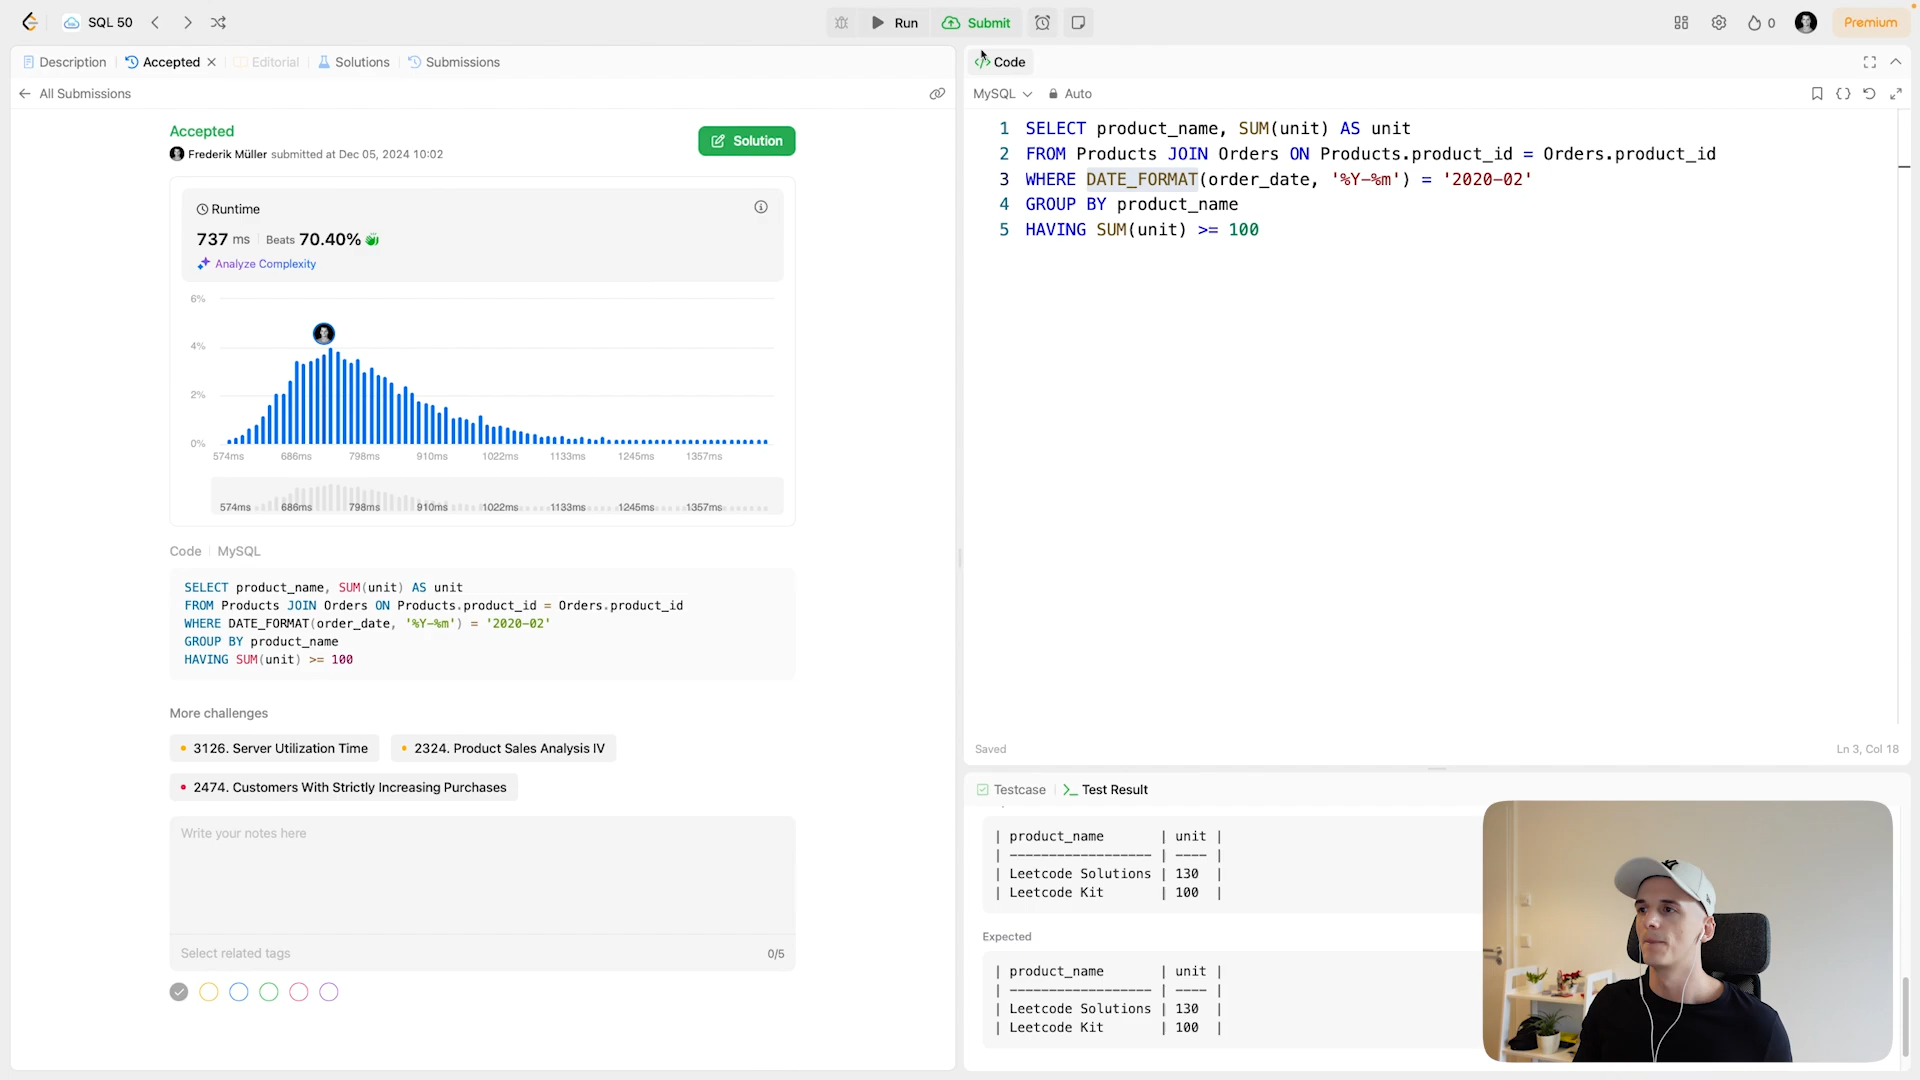 SQL 50
Run
Submit
0
Premium
Description
Accepted
Editorial
Solutions
Submissions
All Submissions
Accepted
Frederik Müller submitted at Dec 05, 2024 10:02
Solution
Runtime
737 ms
Beats 70.40%
Analyze Complexity
6%
4%
2%
0%
574ms 686ms 798ms 910ms 1022ms 1133ms 1245ms 1357ms
574ms 686ms 798ms 910ms 1022ms 1133ms 1245ms 1357ms
Code | MySQL
SELECT product_name, SUM(unit) AS unit
FROM Products JOIN Orders ON Products.product_id = Orders.product_id
WHERE DATE_FORMAT(order_date, '%Y-%m') = '2020-02'
GROUP BY product_name
HAVING SUM(unit) >= 100
More challenges
3126. Server Utilization Time
2324. Product Sales Analysis IV
2474. Customers With Strictly Increasing Purchases
Write your notes here
Select related tags
0/5
</> Code
MySQL
Auto
1 SELECT product_name, SUM(unit) AS unit
2 FROM Products JOIN Orders ON Products.product_id = Orders.product_id
3 WHERE DATE_FORMAT(order_date, '%Y-%m') = '2020-02'
4 GROUP BY product_name
5 HAVING SUM(unit) >= 100
Saved
Ln 3, Col 18
Testcase
Test Result
| product_name | unit |
| ------------------ | ---- |
| Leetcode Solutions | 130 |
| Leetcode Kit | 100 |
Expected
| product_name | unit |
| ------------------ | ---- |
| Leetcode Solutions | 130 |
| Leetcode Kit | 100 |